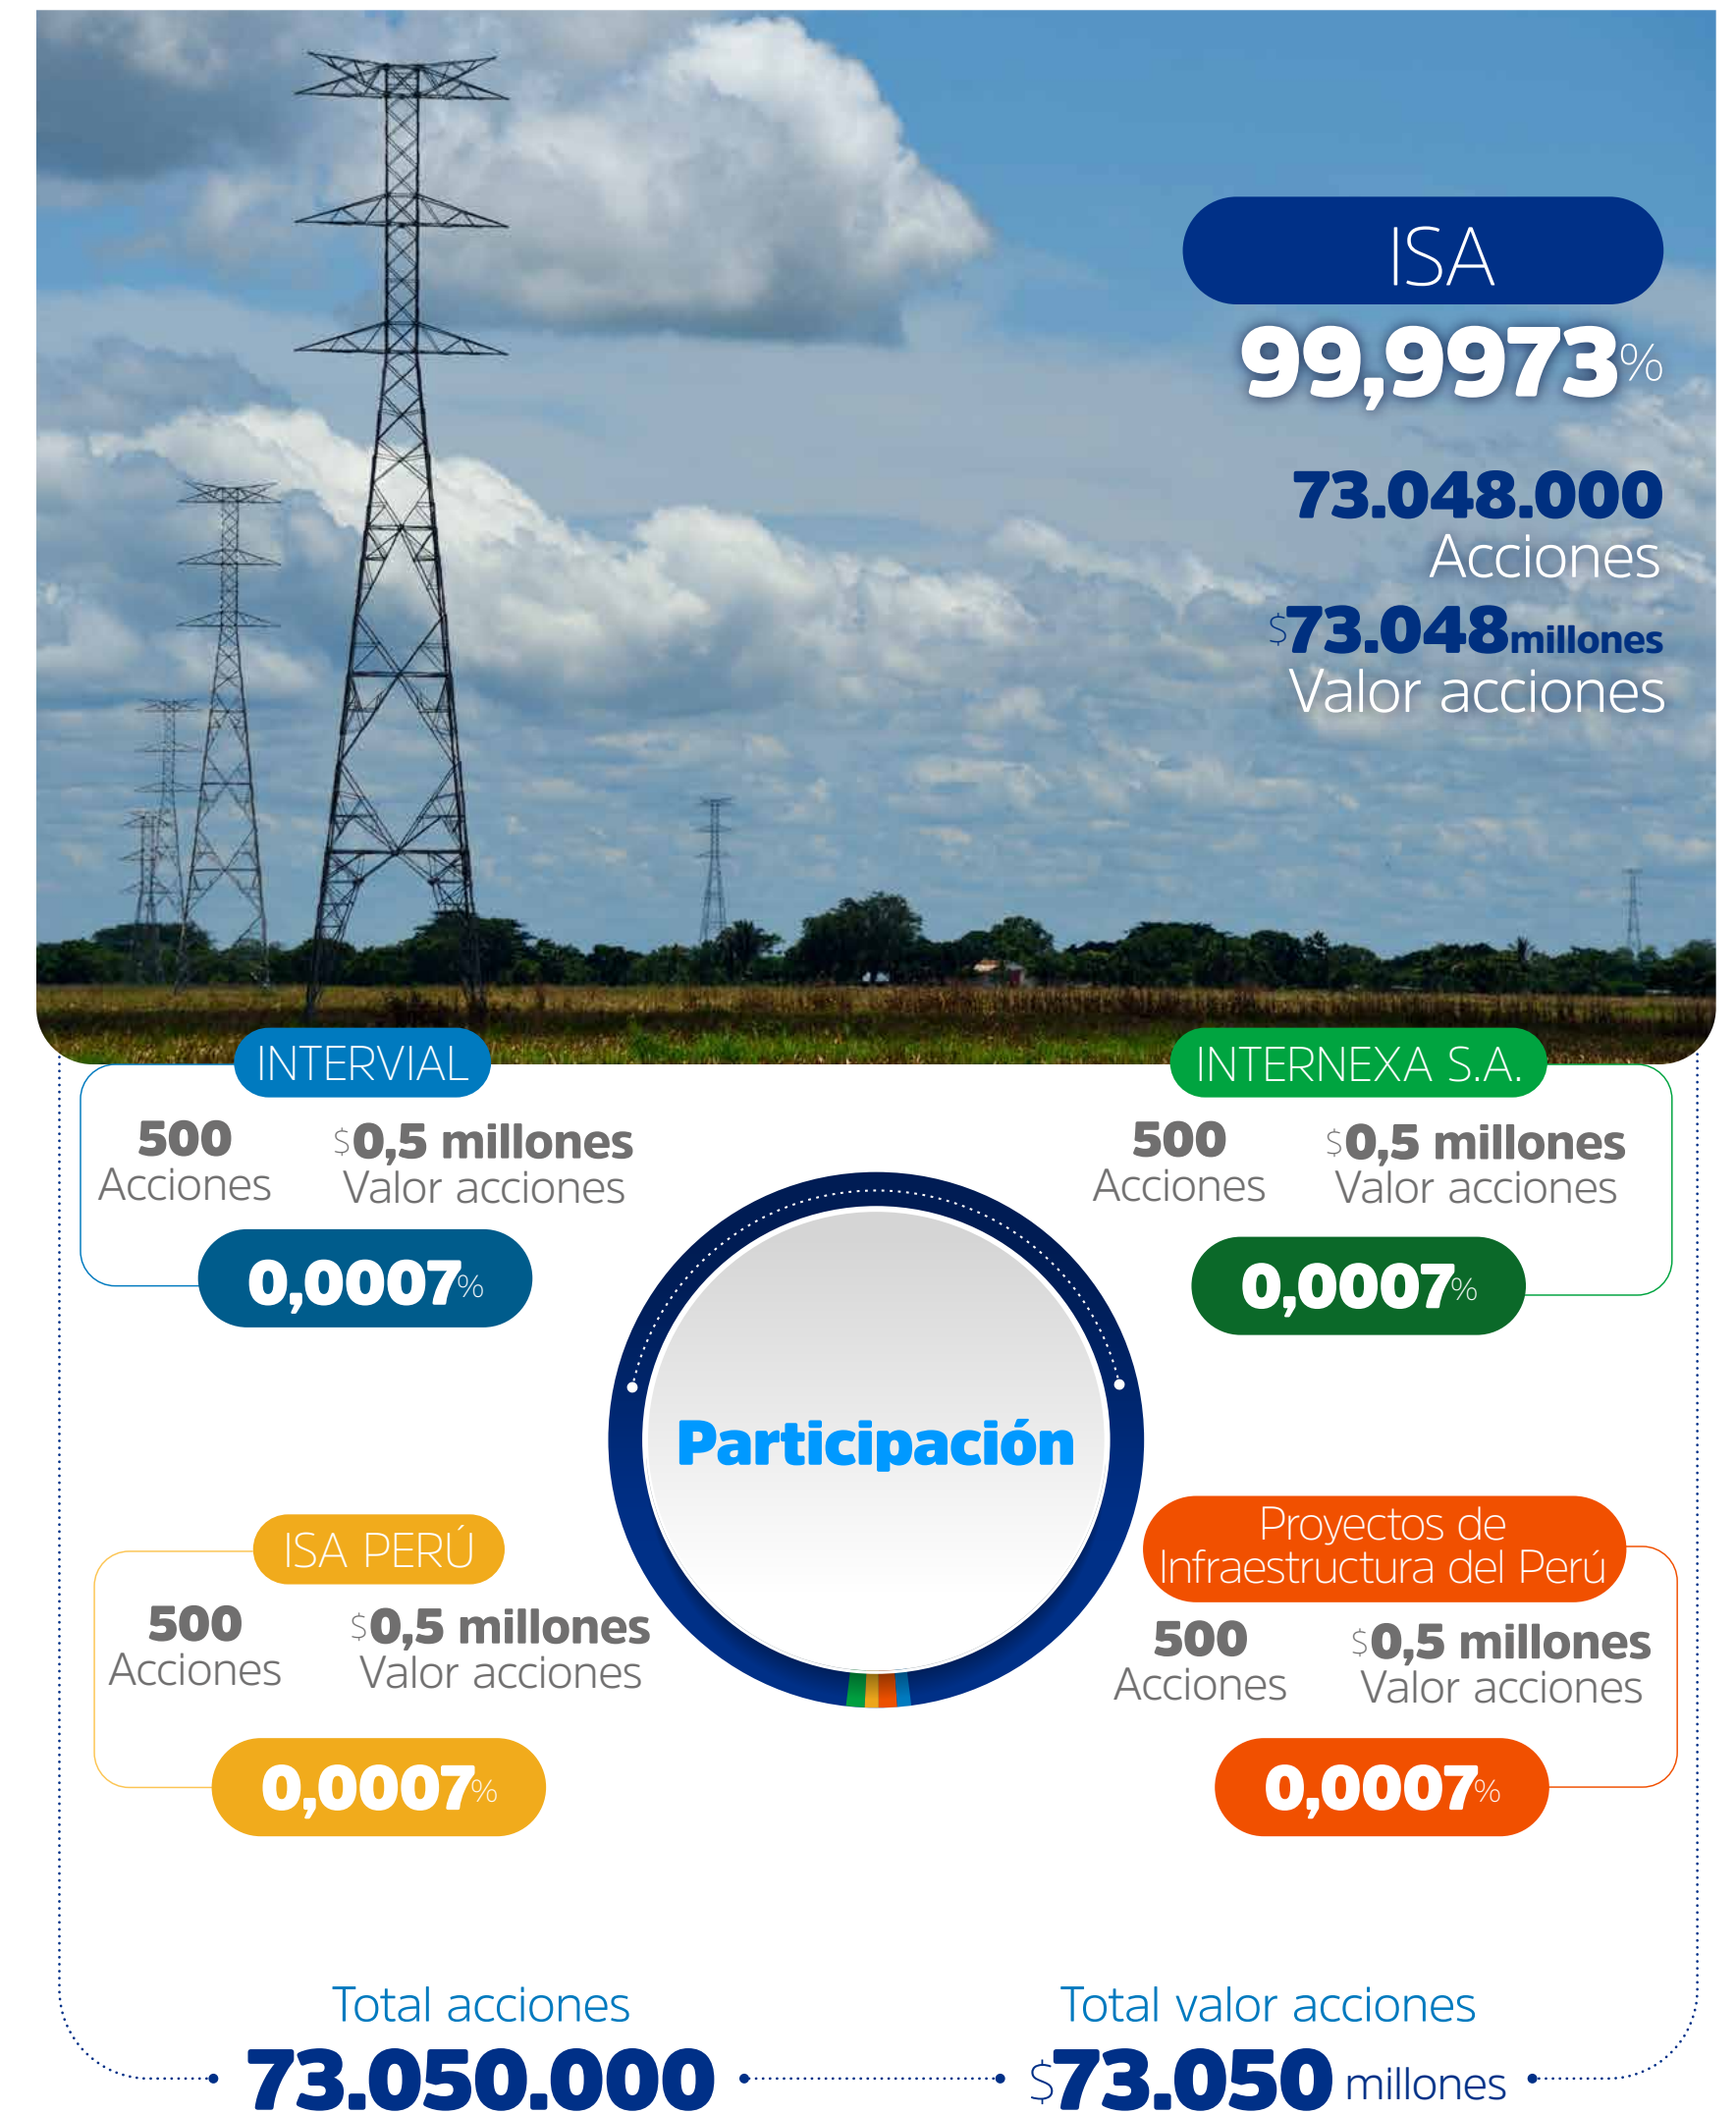 ISA
99,9973%
73.048.000
Acciones
$73.048millones
Valor acciones
INTERVIAL
500
Acciones
$0,5 millones
Valor acciones
0,0007%
INTERNEXA S.A.
500
Acciones
$0,5 millones
Valor acciones
0,0007%
Participación
ISA PERÚ
500
Acciones
$0,5 millones
Valor acciones
0,0007%
Proyectos de
Infraestructura del Perú
500
Acciones
$0,5 millones
Valor acciones
0,0007%
Total acciones
73.050.000
Total valor acciones
$73.050 millones